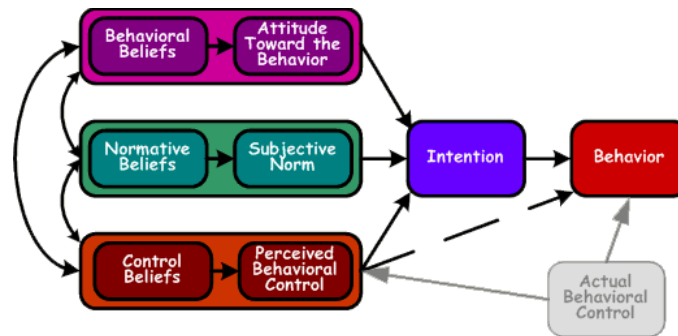 Behavioral
Beliefs
Attitude
Toward the
Behavior
Normative
Beliefs
Subjective
Norm
Intention
Behavior
Control
Beliefs
Perceived
Behavioral
Control
Actual
Behavioral
Control